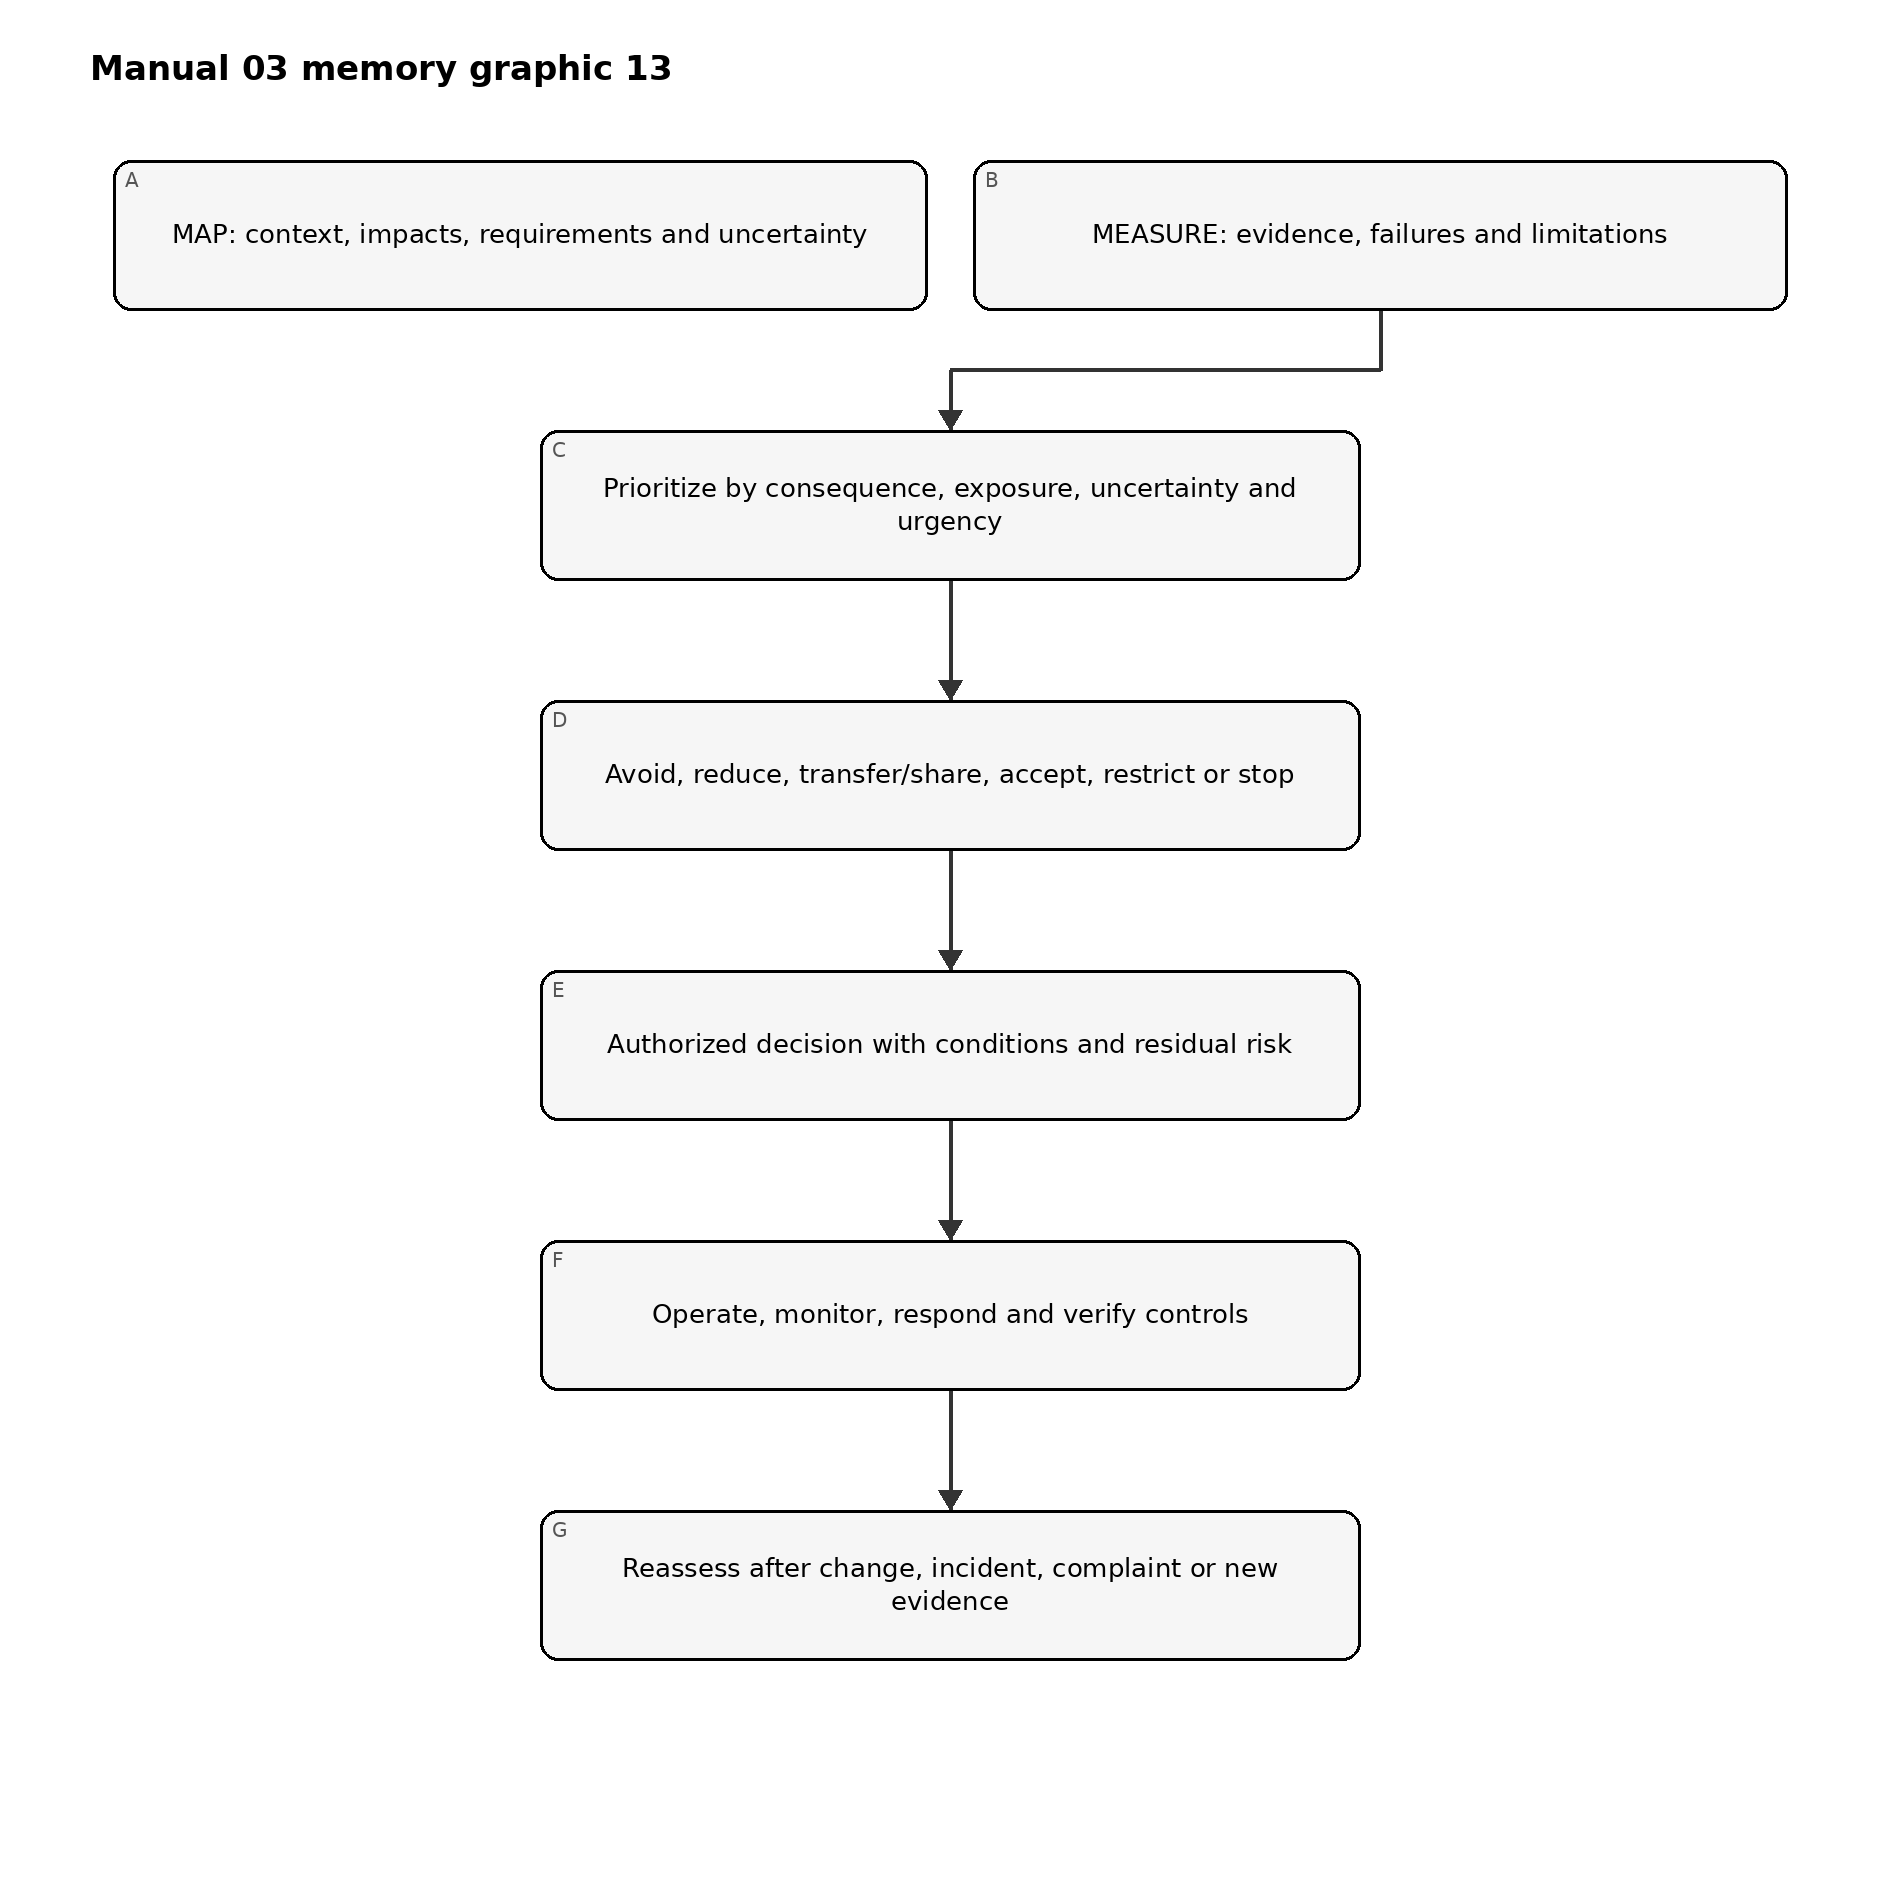 Manual 03 memory graphic 13
A
MAP: context, impacts, requirements and uncertainty
B
MEASURE: evidence, failures and limitations
C
Prioritize by consequence, exposure, uncertainty and
urgency
D
Avoid, reduce, transfer/share, accept, restrict or stop
E
Authorized decision with conditions and residual risk
F
Operate, monitor, respond and verify controls
G
Reassess after change, incident, complaint or new
evidence